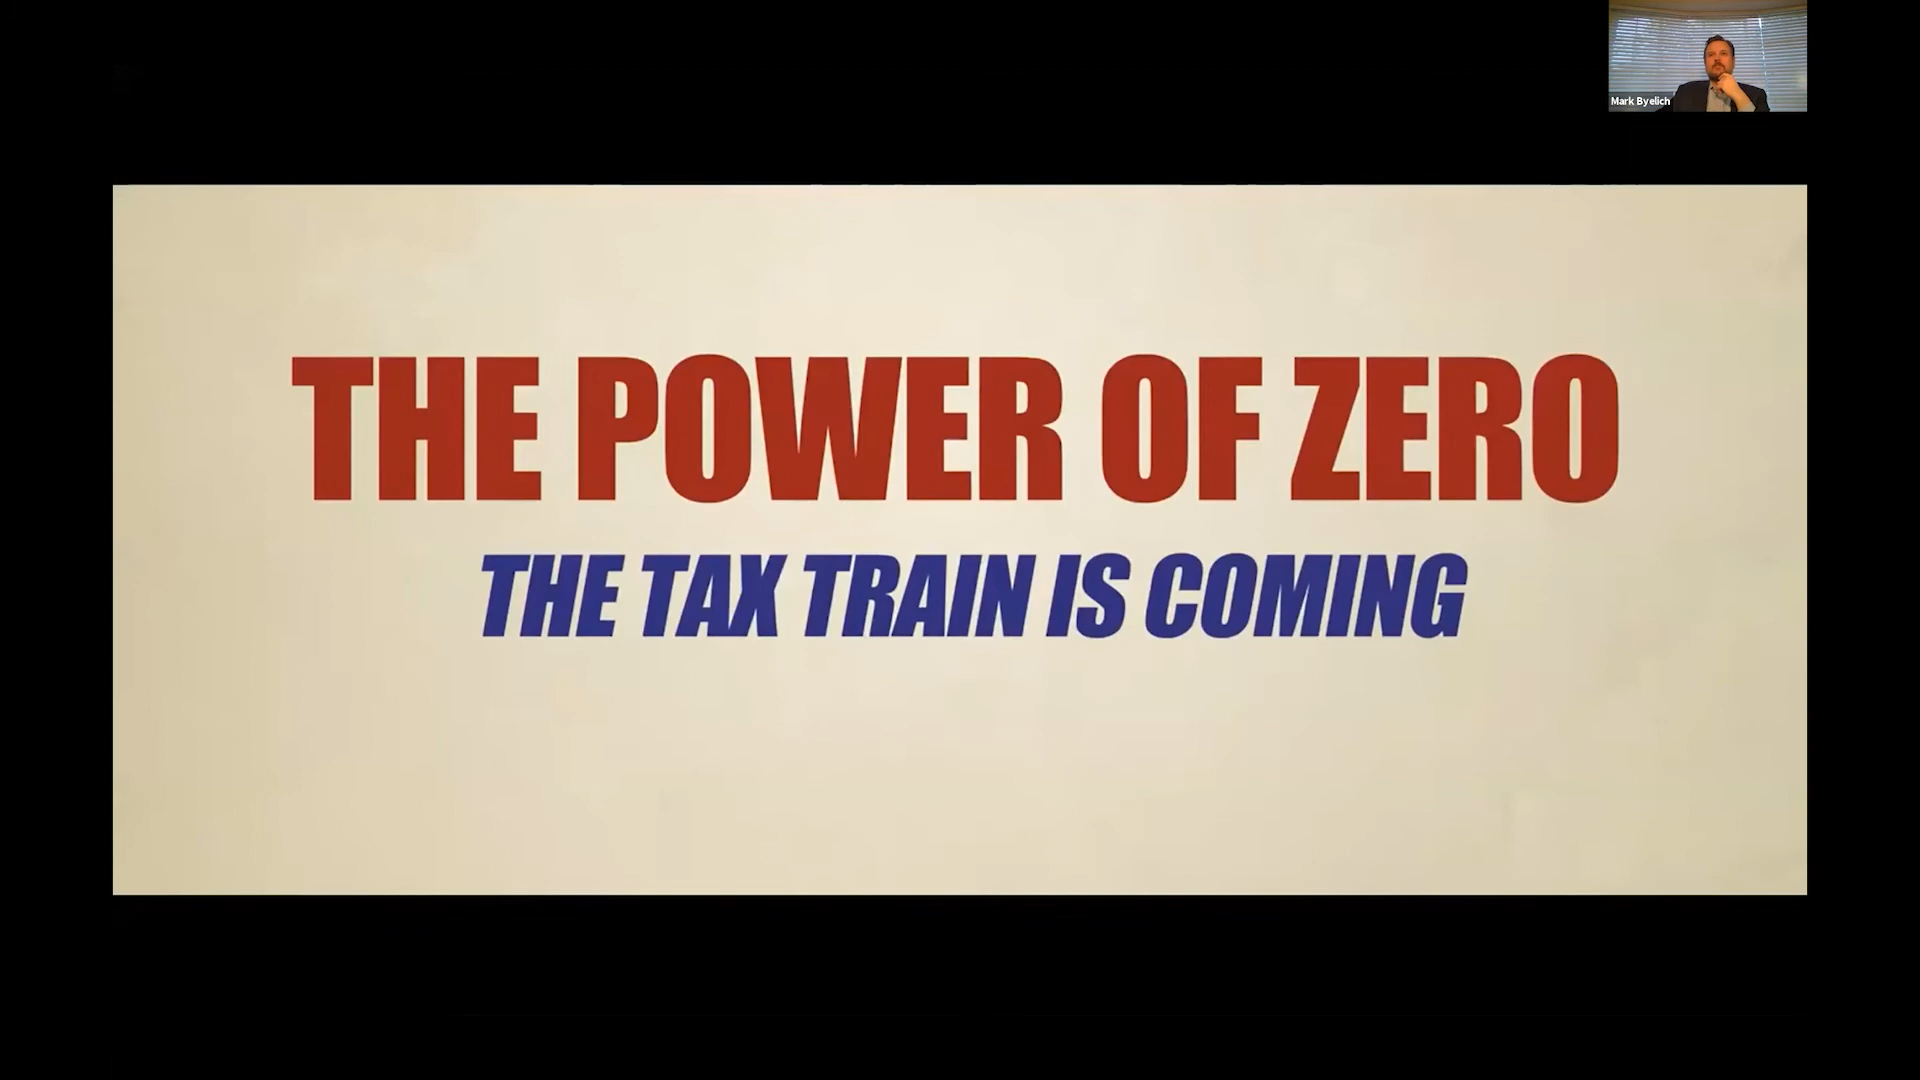 Mark Byelich
THE POWER OF ZERO
THE TAX TRAIN IS COMING